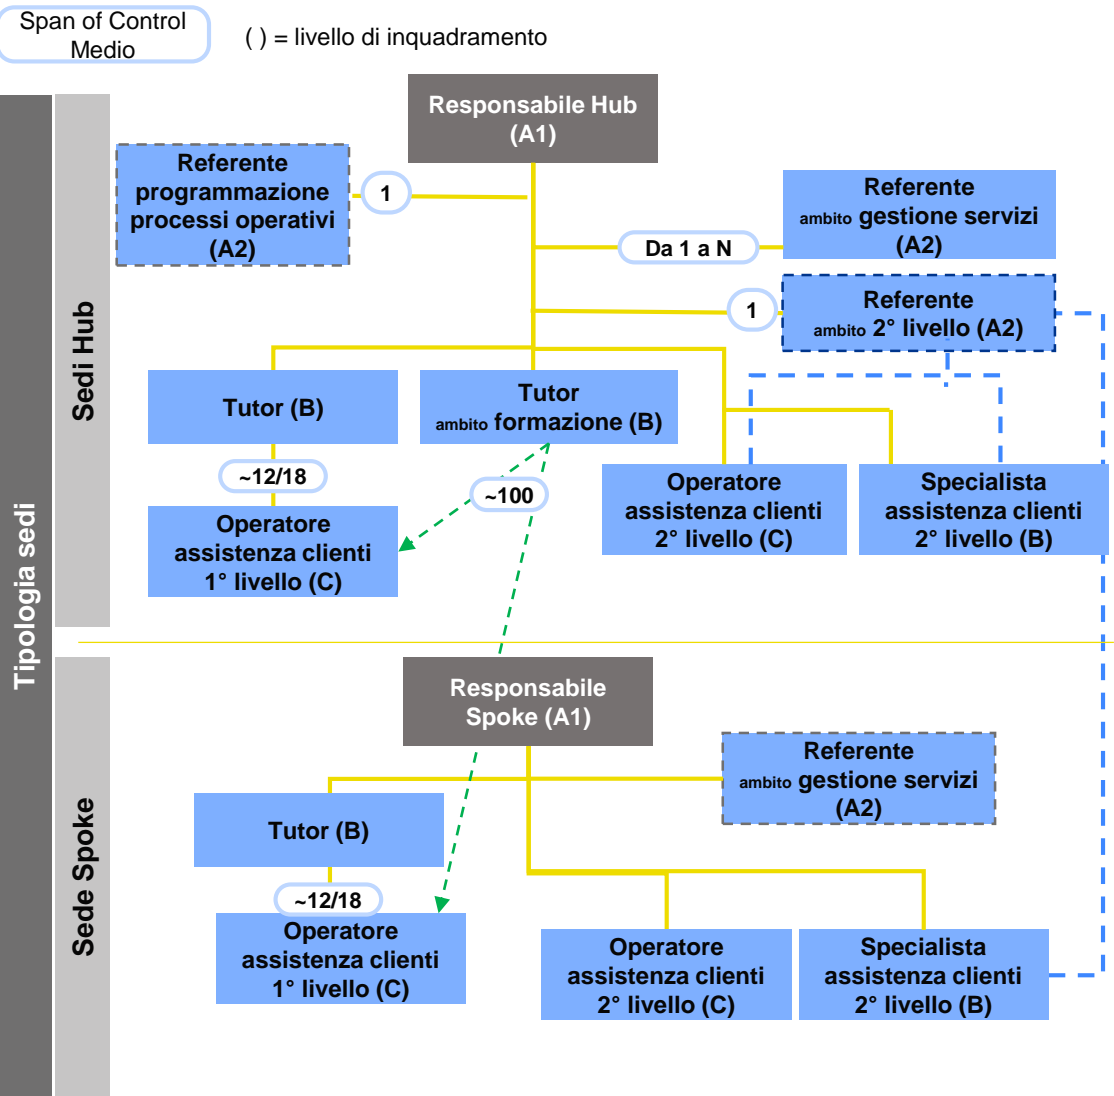 Span of Control
Medio
( ) = livello di inquadramento
Tipologia sedi
Sedi Hub
Responsabile Hub
(A1)
Referente
programmazione
processi operativi
(A2)
1
Referente
ambito gestione servizi
(A2)
Da 1 a N
Referente
ambito 2° livello (A2)
1
Tutor (B)
Tutor
ambito formazione (B)
~12/18
~100
Operatore
assistenza clienti
1° livello (C)
Operatore
assistenza clienti
2° livello (C)
Specialista
assistenza clienti
2° livello (B)
Sede Spoke
Responsabile
Spoke (A1)
Referente
ambito gestione servizi
(A2)
Tutor (B)
~12/18
Operatore
assistenza clienti
1° livello (C)
Operatore
assistenza clienti
2° livello (C)
Specialista
assistenza clienti
2° livello (B)